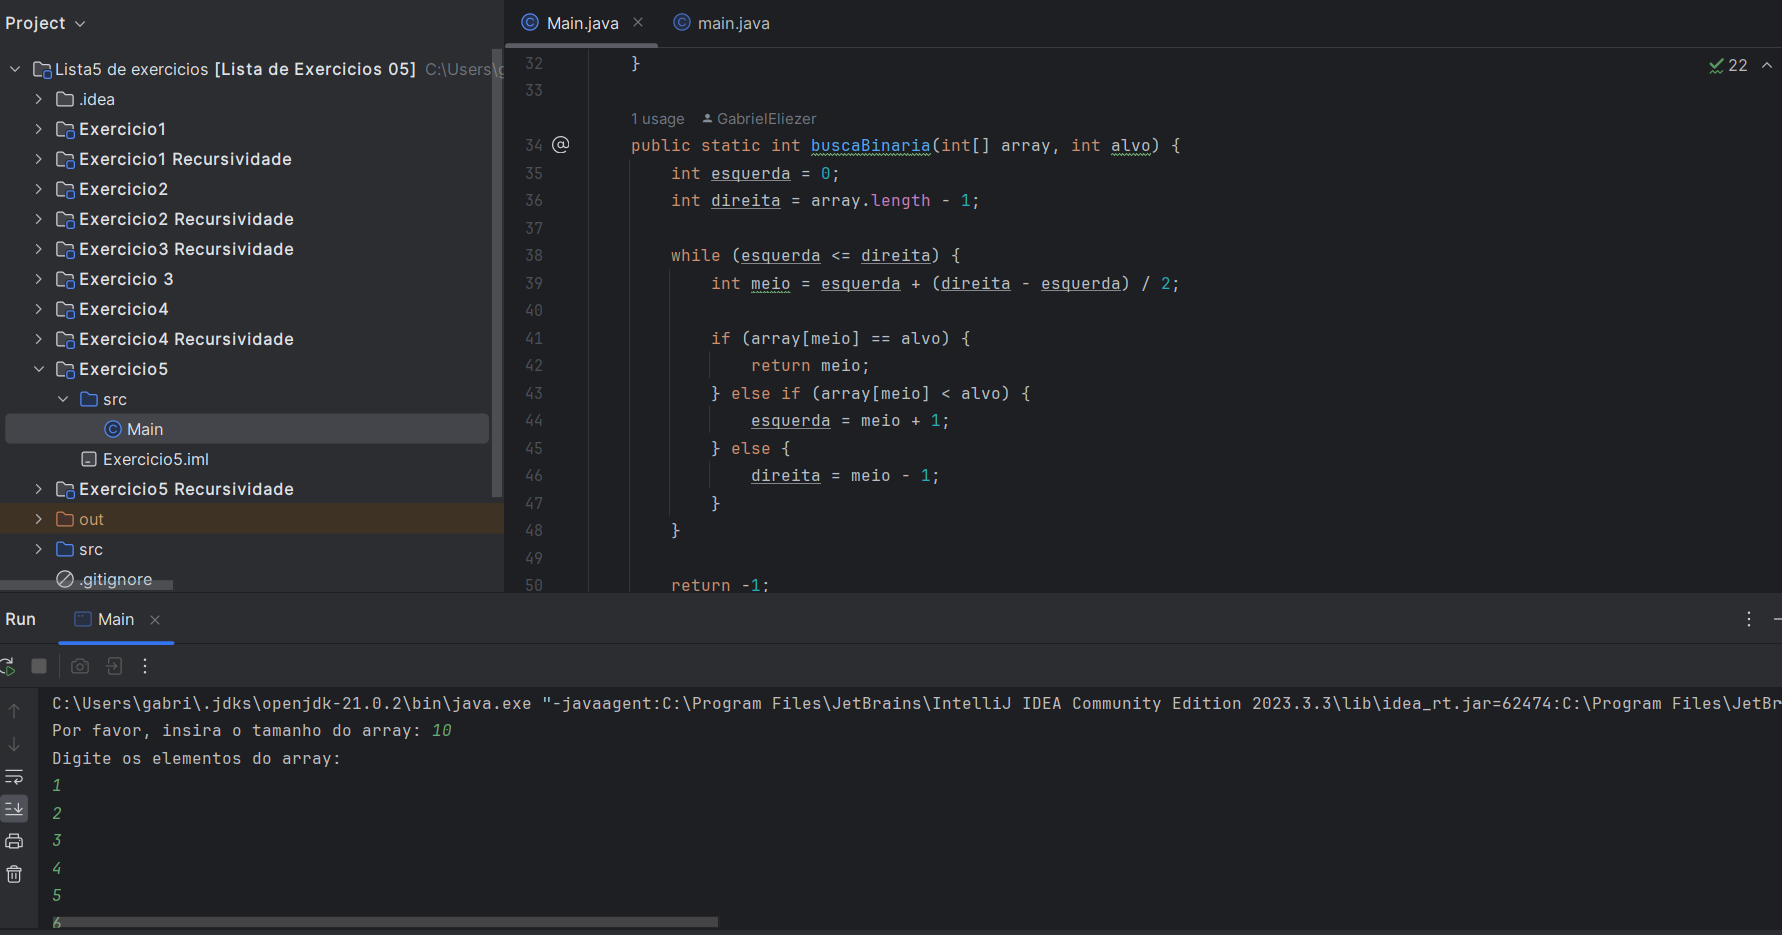 Project
Lista5 de exercicios [Lista de Exercicios 05] C:\Users\g
.idea
Exercicio1
Exercicio1 Recursividade
Exercicio2
Exercicio2 Recursividade
Exercicio3 Recursividade
Exercicio 3
Exercicio4
Exercicio4 Recursividade
Exercicio5
src
Main
Exercicio5.iml
Exercicio5 Recursividade
out
src
.gitignore
Main.java
main.java
22
32 }
33
1 usage GabrielEliezer
34 @ public static int buscaBinaria(int[] array, int alvo) {
35 int esquerda = 0;
36 int direita = array.length - 1;
37
38 while (esquerda <= direita) {
39 int meio = esquerda + (direita - esquerda) / 2;
40
41 if (array[meio] == alvo) {
42 return meio;
43 } else if (array[meio] < alvo) {
44 esquerda = meio + 1;
45 } else {
46 direita = meio - 1;
47 }
48 }
49
50 return -1;
Run Main
C:\Users\gabri\.jdks\openjdk-21.0.2\bin\java.exe "-javaagent:C:\Program Files\JetBrains\IntelliJ IDEA Community Edition 2023.3.3\lib\idea_rt.jar=62474:C:\Program Files\JetBr
Por favor, insira o tamanho do array: 10
Digite os elementos do array:
1
2
3
4
5
6